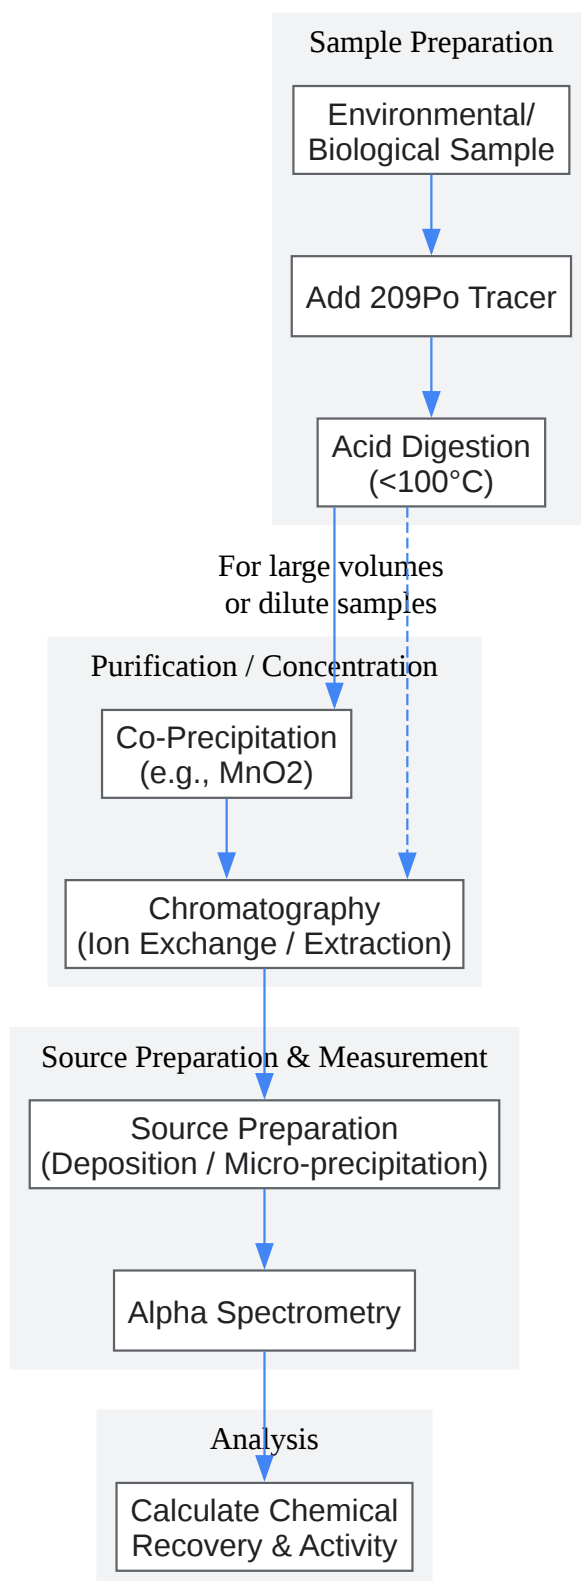 Sample Preparation
Environmental/
Biological Sample
Add 209Po Tracer
Acid Digestion
(<100°C)
For large volumes
or dilute samples
Purification / Concentration
Co-Precipitation
(e.g., MnO2)
Chromatography
(Ion Exchange / Extraction)
Source Preparation & Measurement
Source Preparation
(Deposition / Micro-precipitation)
Alpha Spectrometry
Analysis
Calculate Chemical
Recovery & Activity